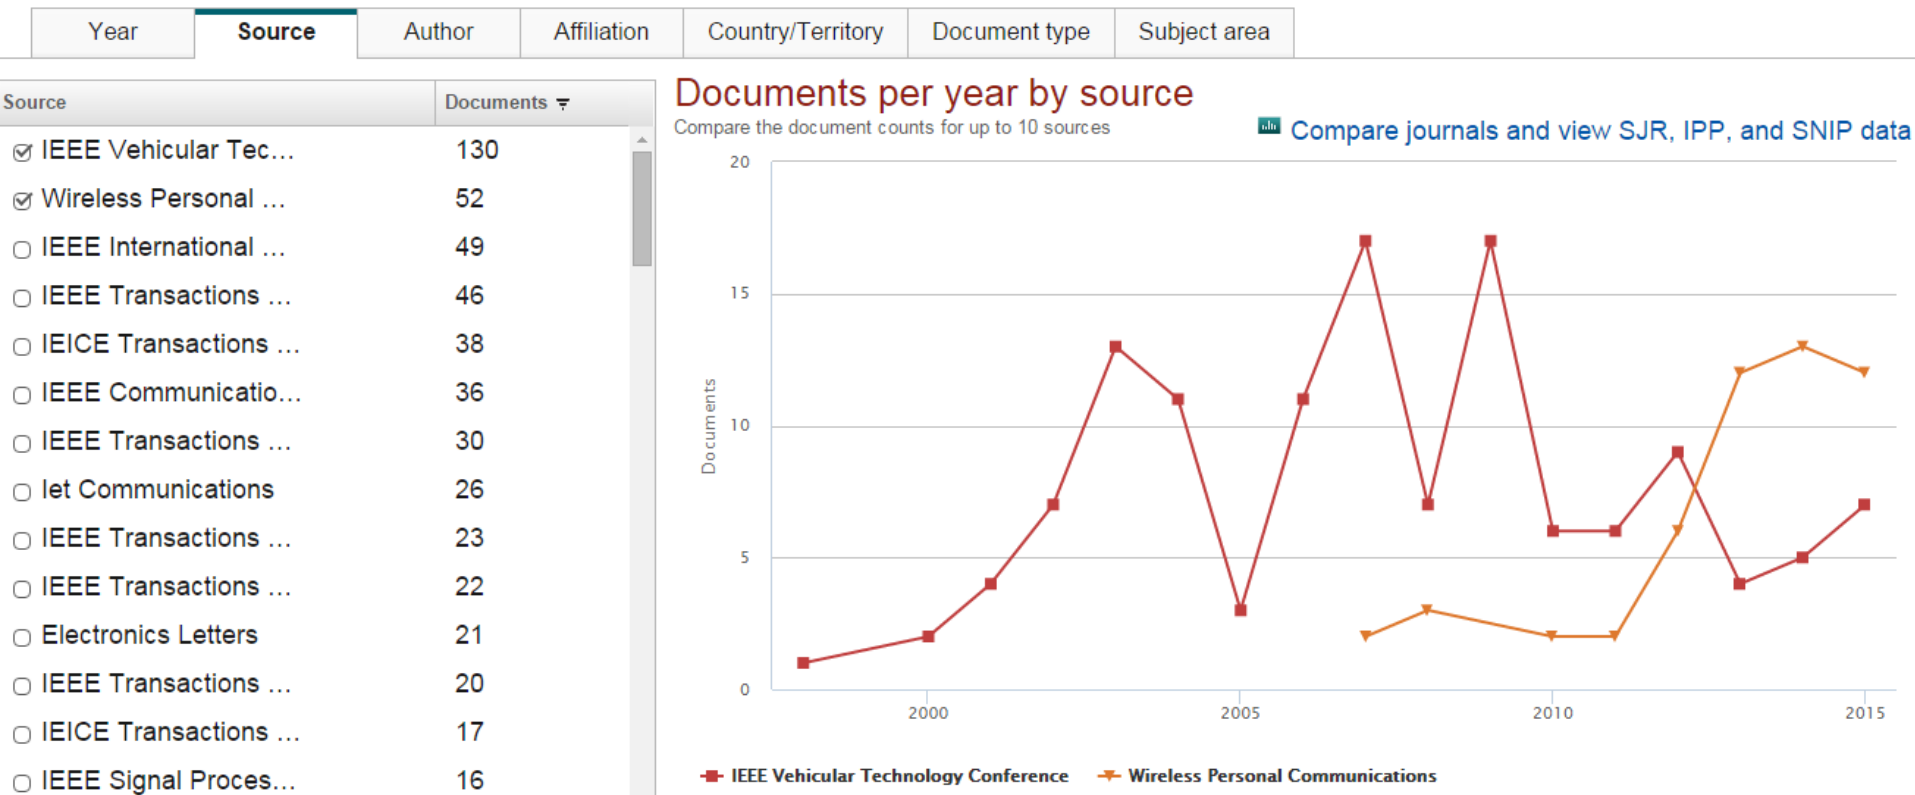 Year Source Author Affiliation Country/Territory Document type Subject area
Source Documents
IEEE Vehicular Tec... 130
Wireless Personal ... 52
IEEE International ... 49
IEEE Transactions ... 46
IEICE Transactions ... 38
IEEE Communicatio... 36
IEEE Transactions ... 30
Iet Communications 26
IEEE Transactions ... 23
IEEE Transactions ... 22
Electronics Letters 21
IEEE Transactions ... 20
IEICE Transactions ... 17
IEEE Signal Proces... 16
Documents per year by source
Compare the document counts for up to 10 sources
Compare journals and view SJR, IPP, and SNIP data
20
15
10
5
0
Documents
2000 2005 2010 2015
IEEE Vehicular Technology Conference Wireless Personal Communications